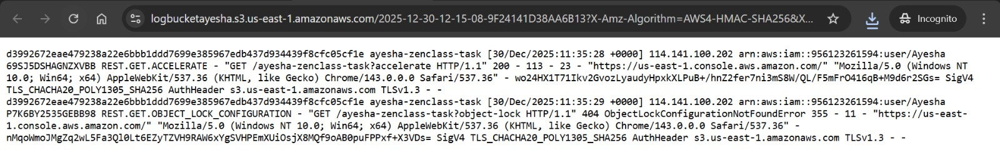 logbucketayesha.s3.us-east-1.amazonaws.com/2025-12-30-12-15-08-9F24141D38AA6B13?X-Amz-Algorithm=AWS4-HMAC-SHA256&X...
Incognito
d3992672eae479238a22e6bbb1ddd7699e385967edb437d934439f8cfc05cf1e ayesha-zenclass-task [30/Dec/2025:11:35:28 +0000] 114.141.100.202 arn:aws:iam::956123261594:user/Ayesha
69SJ5DSHAGNZXVBB REST.GET.ACCELERATE - "GET /ayesha-zenclass-task?accelerate HTTP/1.1" 200 - 113 - 23 - "https://us-east-1.console.aws.amazon.com/" "Mozilla/5.0 (Windows NT
10.0; Win64; x64) AppleWebKit/537.36 (KHTML, like Gecko) Chrome/143.0.0.0 Safari/537.36" - wo24HX1T71Ikv2GvozLyaudyHpxkXLPuB+/hnZ2fer7ni3mS8W/QL/F5mFrO416qB+M9d6r2SGs= SigV4
TLS_CHACHA20_POLY1305_SHA256 AuthHeader s3.us-east-1.amazonaws.com TLSv1.3 - -
d3992672eae479238a22e6bbb1ddd7699e385967edb437d934439f8cfc05cf1e ayesha-zenclass-task [30/Dec/2025:11:35:29 +0000] 114.141.100.202 arn:aws:iam::956123261594:user/Ayesha
P7K6BY2535GEBB98 REST.GET.OBJECT_LOCK_CONFIGURATION - "GET /ayesha-zenclass-task?object-lock HTTP/1.1" 404 ObjectLockConfigurationNotFoundError 355 - 11 - "https://us-east-
1.console.aws.amazon.com/" "Mozilla/5.0 (Windows NT 10.0; Win64; x64) AppleWebKit/537.36 (KHTML, like Gecko) Chrome/143.0.0.0 Safari/537.36" -
nMqoWmoJMgZq2wL5Fa3Ql0Lt6EZyTZVH9RAW6xYgSVHPEmXUiOsjX8MQf9oAB0puFPPxf+X3VDs= SigV4 TLS_CHACHA20_POLY1305_SHA256 AuthHeader s3.us-east-1.amazonaws.com TLSv1.3 - -